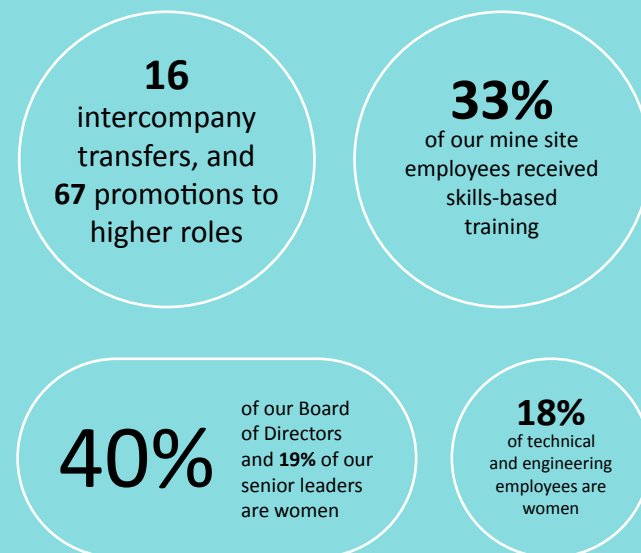 16
intercompany
transfers, and
67 promotions to
higher roles
33%
of our mine site
employees received
skills-based
training
40%
of our Board
of Directors
and 19% of our
senior leaders
are women
18%
of technical
and engineering
employees are
women